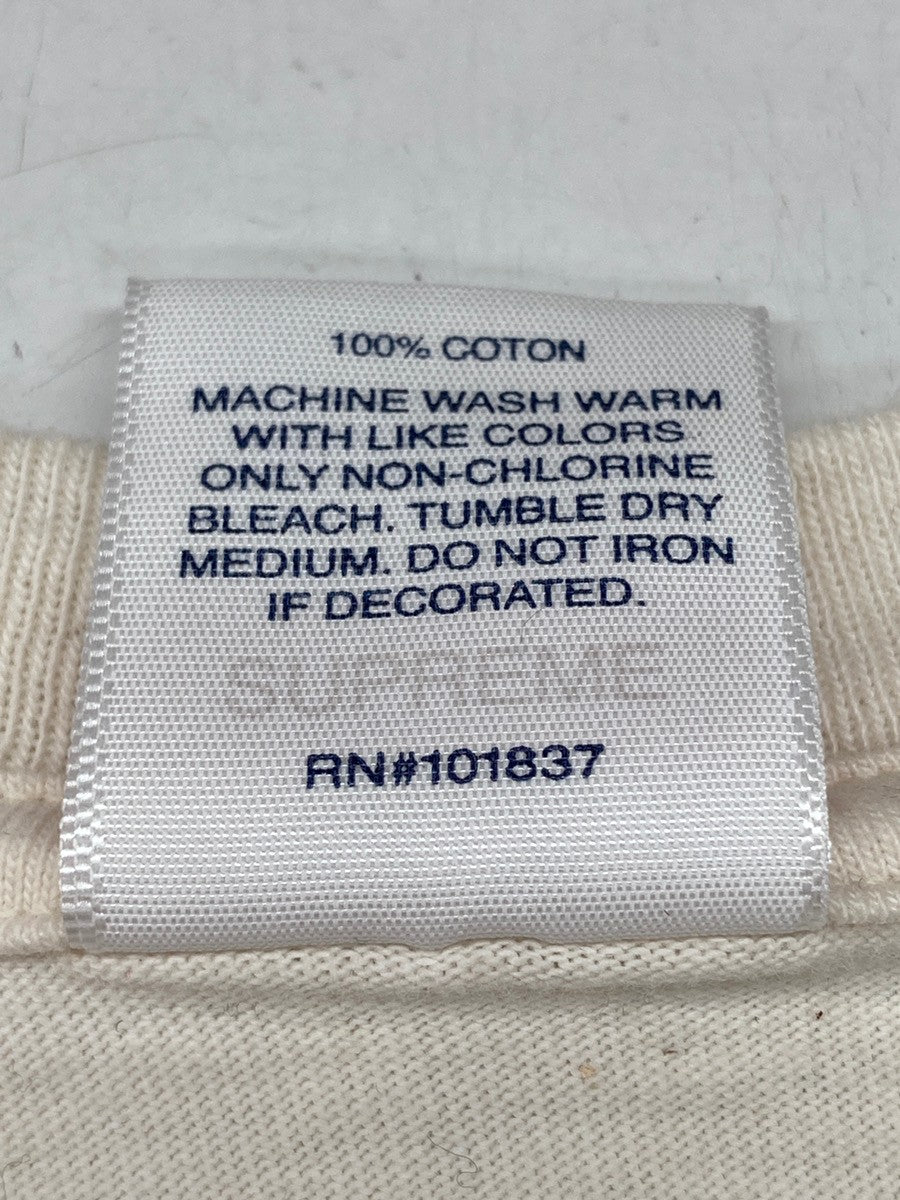 100% COTON
MACHINE WASH WARM
WITH LIKE COLORS
ONLY NON-CHLORINE
BLEACH. TUMBLE DRY
MEDIUM. DO NOT IRON
IF DECORATED.
SUPREME
RN#101837